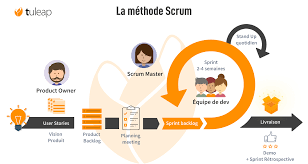 tuleap
La méthode Scrum
Stand up
quotidien
Sprint
2-4 semaines
Product Owner
Scrum Master
Équipe de dev
User Stories
Product
Backlog
Planning
meeting
Sprint backlog
Livraison
Vision
Produit
Demo
+ Sprint Rétrospective